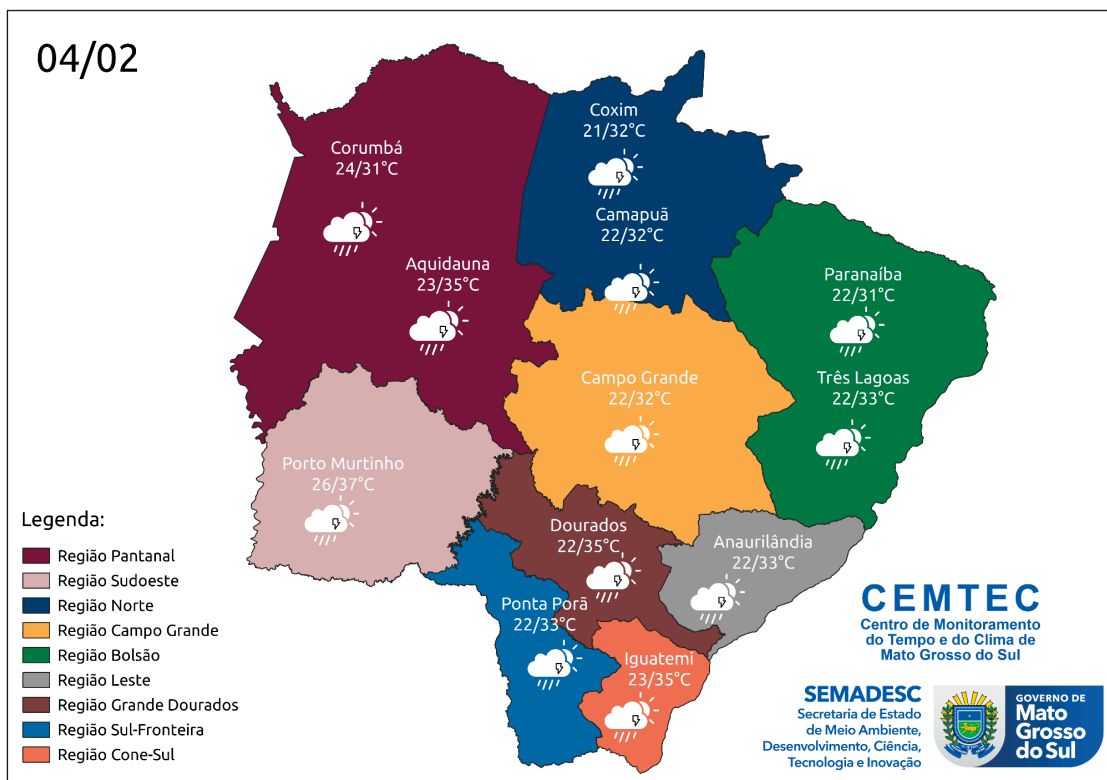 04/02
Coxim
21/32°C
Corumbá
24/31°C
Camapuã
22/32°C
Aquidauna
23/35°C
Paranaíba
22/31°C
Campo Grande
22/32°C
Três Lagoas
22/33°C
Porto Murtinho
26/37°C
Dourados
22/35°C
Anaurilândia
22/33°C
Ponta Porã
22/33°C
Iguatemi
23/35°C
Legenda:
Região Pantanal
Região Sudoeste
Região Norte
Região Campo Grande
Região Bolsão
Região Leste
Região Grande Dourados
Região Sul-Fronteira
Região Cone-Sul
CEMTEC
Centro de Monitoramento
do Tempo e do Clima de
Mato Grosso do Sul
SEMADESC
Secretaria de Estado
de Meio Ambiente,
Desenvolvimento, Ciência,
Tecnologia e Inovação
GOVERNO DE
Mato
Grosso
do Sul